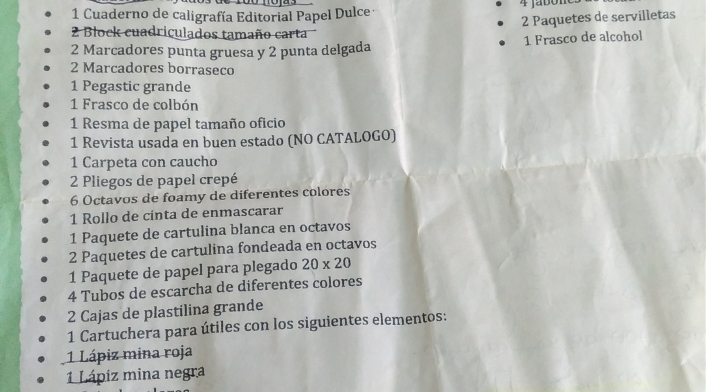 1 Cuaderno de caligrafía Editorial Papel Dulce
2 Block cuadriculados tamaño carta
2 Marcadores punta gruesa y 2 punta delgada
2 Marcadores borraseco
1 Pegastic grande
1 Frasco de colbón
1 Resma de papel tamaño oficio
1 Revista usada en buen estado (NO CATALOGO)
1 Carpeta con caucho
2 Pliegos de papel crepé
6 Octavos de foamy de diferentes colores
1 Rollo de cinta de enmascarar
1 Paquete de cartulina blanca en octavos
2 Paquetes de cartulina fondeada en octavos
1 Paquete de papel para plegado 20 x 20
4 Tubos de escarcha de diferentes colores
2 Cajas de plastilina grande
1 Cartuchera para útiles con los siguientes elementos:
1 Lápiz mina roja
1 Lápiz mina negra
4 jabones de
2 Paquetes de servilletas
1 Frasco de alcohol